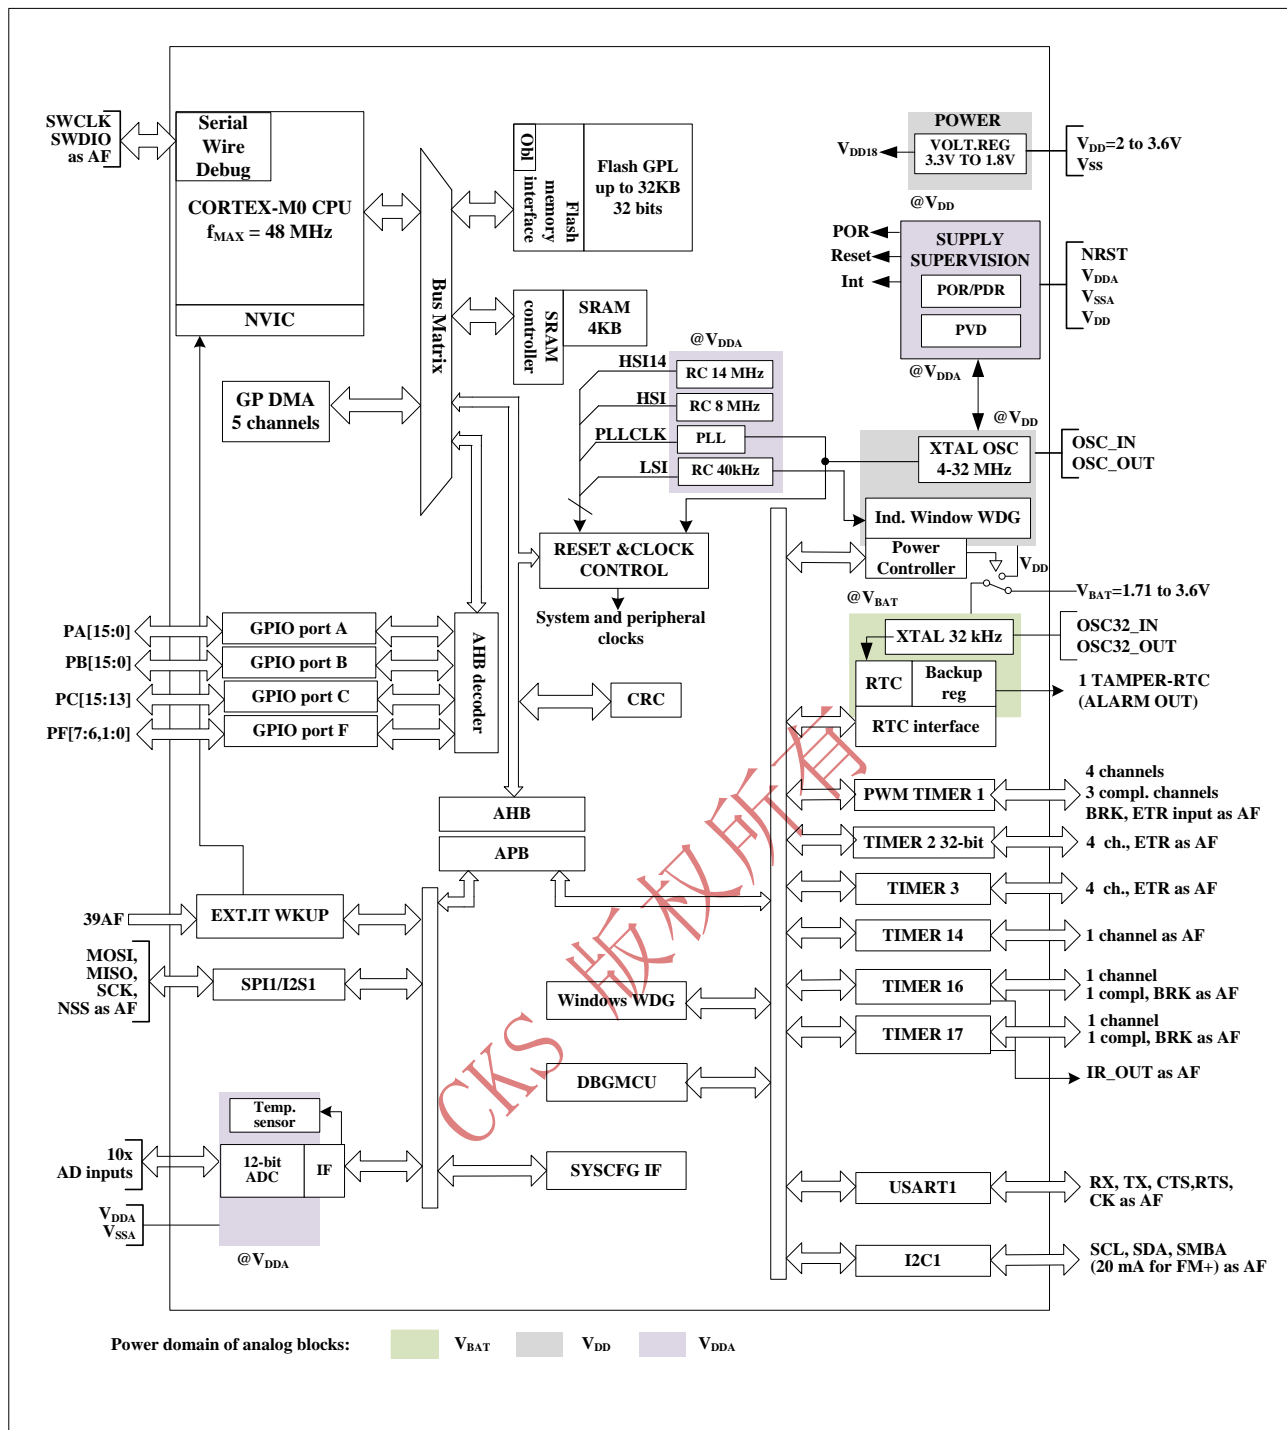 SWCLK
SWDIO
as AF
Serial
Wire
Debug
CORTEX-M0 CPU
fMAX = 48 MHz
NVIC
Obl
Flash
memory
interface
Flash GPL
up to 32KB
32 bits
Bus Matrix
SRAM
controller
SRAM
4KB
GP DMA
5 channels
POWER
VOLT.REG
3.3V TO 1.8V
VDD18
VDD=2 to 3.6V
Vss
@VDD
POR
Reset
Int
SUPPLY
SUPERVISION
POR/PDR
PVD
NRST
VDDA
VSSA
VDD
@VDDA
@VDDA
HSI14
RC 14 MHz
HSI
RC 8 MHz
PLLCLK
PLL
LSI
RC 40kHz
@VDD
XTAL OSC
4-32 MHz
OSC_IN
OSC_OUT
Ind. Window WDG
Power
Controller
VDD
RESET &CLOCK
CONTROL
System and peripheral
clocks
@VBAT
VBAT=1.71 to 3.6V
XTAL 32 kHz
OSC32_IN
OSC32_OUT
RTC
Backup
reg
RTC interface
1 TAMPER-RTC
(ALARM OUT)
PA[15:0]
GPIO port A
PB[15:0]
GPIO port B
PC[15:13]
GPIO port C
PF[7:6,1:0]
GPIO port F
AHB decoder
CRC
AHB
APB
PWM TIMER 1
4 channels
3 compl. channels
BRK, ETR input as AF
TIMER 2 32-bit
4 ch., ETR as AF
TIMER 3
4 ch., ETR as AF
TIMER 14
1 channel as AF
TIMER 16
1 channel
1 compl, BRK as AF
TIMER 17
1 channel
1 compl, BRK as AF
IR_OUT as AF
39AF
EXT.IT WKUP
MOSI,
MISO,
SCK,
NSS as AF
SPI1/I2S1
Windows WDG
DBGMCU
SYSCFG IF
Temp.
sensor
12-bit
ADC
IF
10x
AD inputs
VDDA
VSSA
@VDDA
USART1
RX, TX, CTS,RTS,
CK as AF
I2C1
SCL, SDA, SMBA
(20 mA for FM+) as AF
CKS 版权所有
Power domain of analog blocks:
VBAT
VDD
VDDA